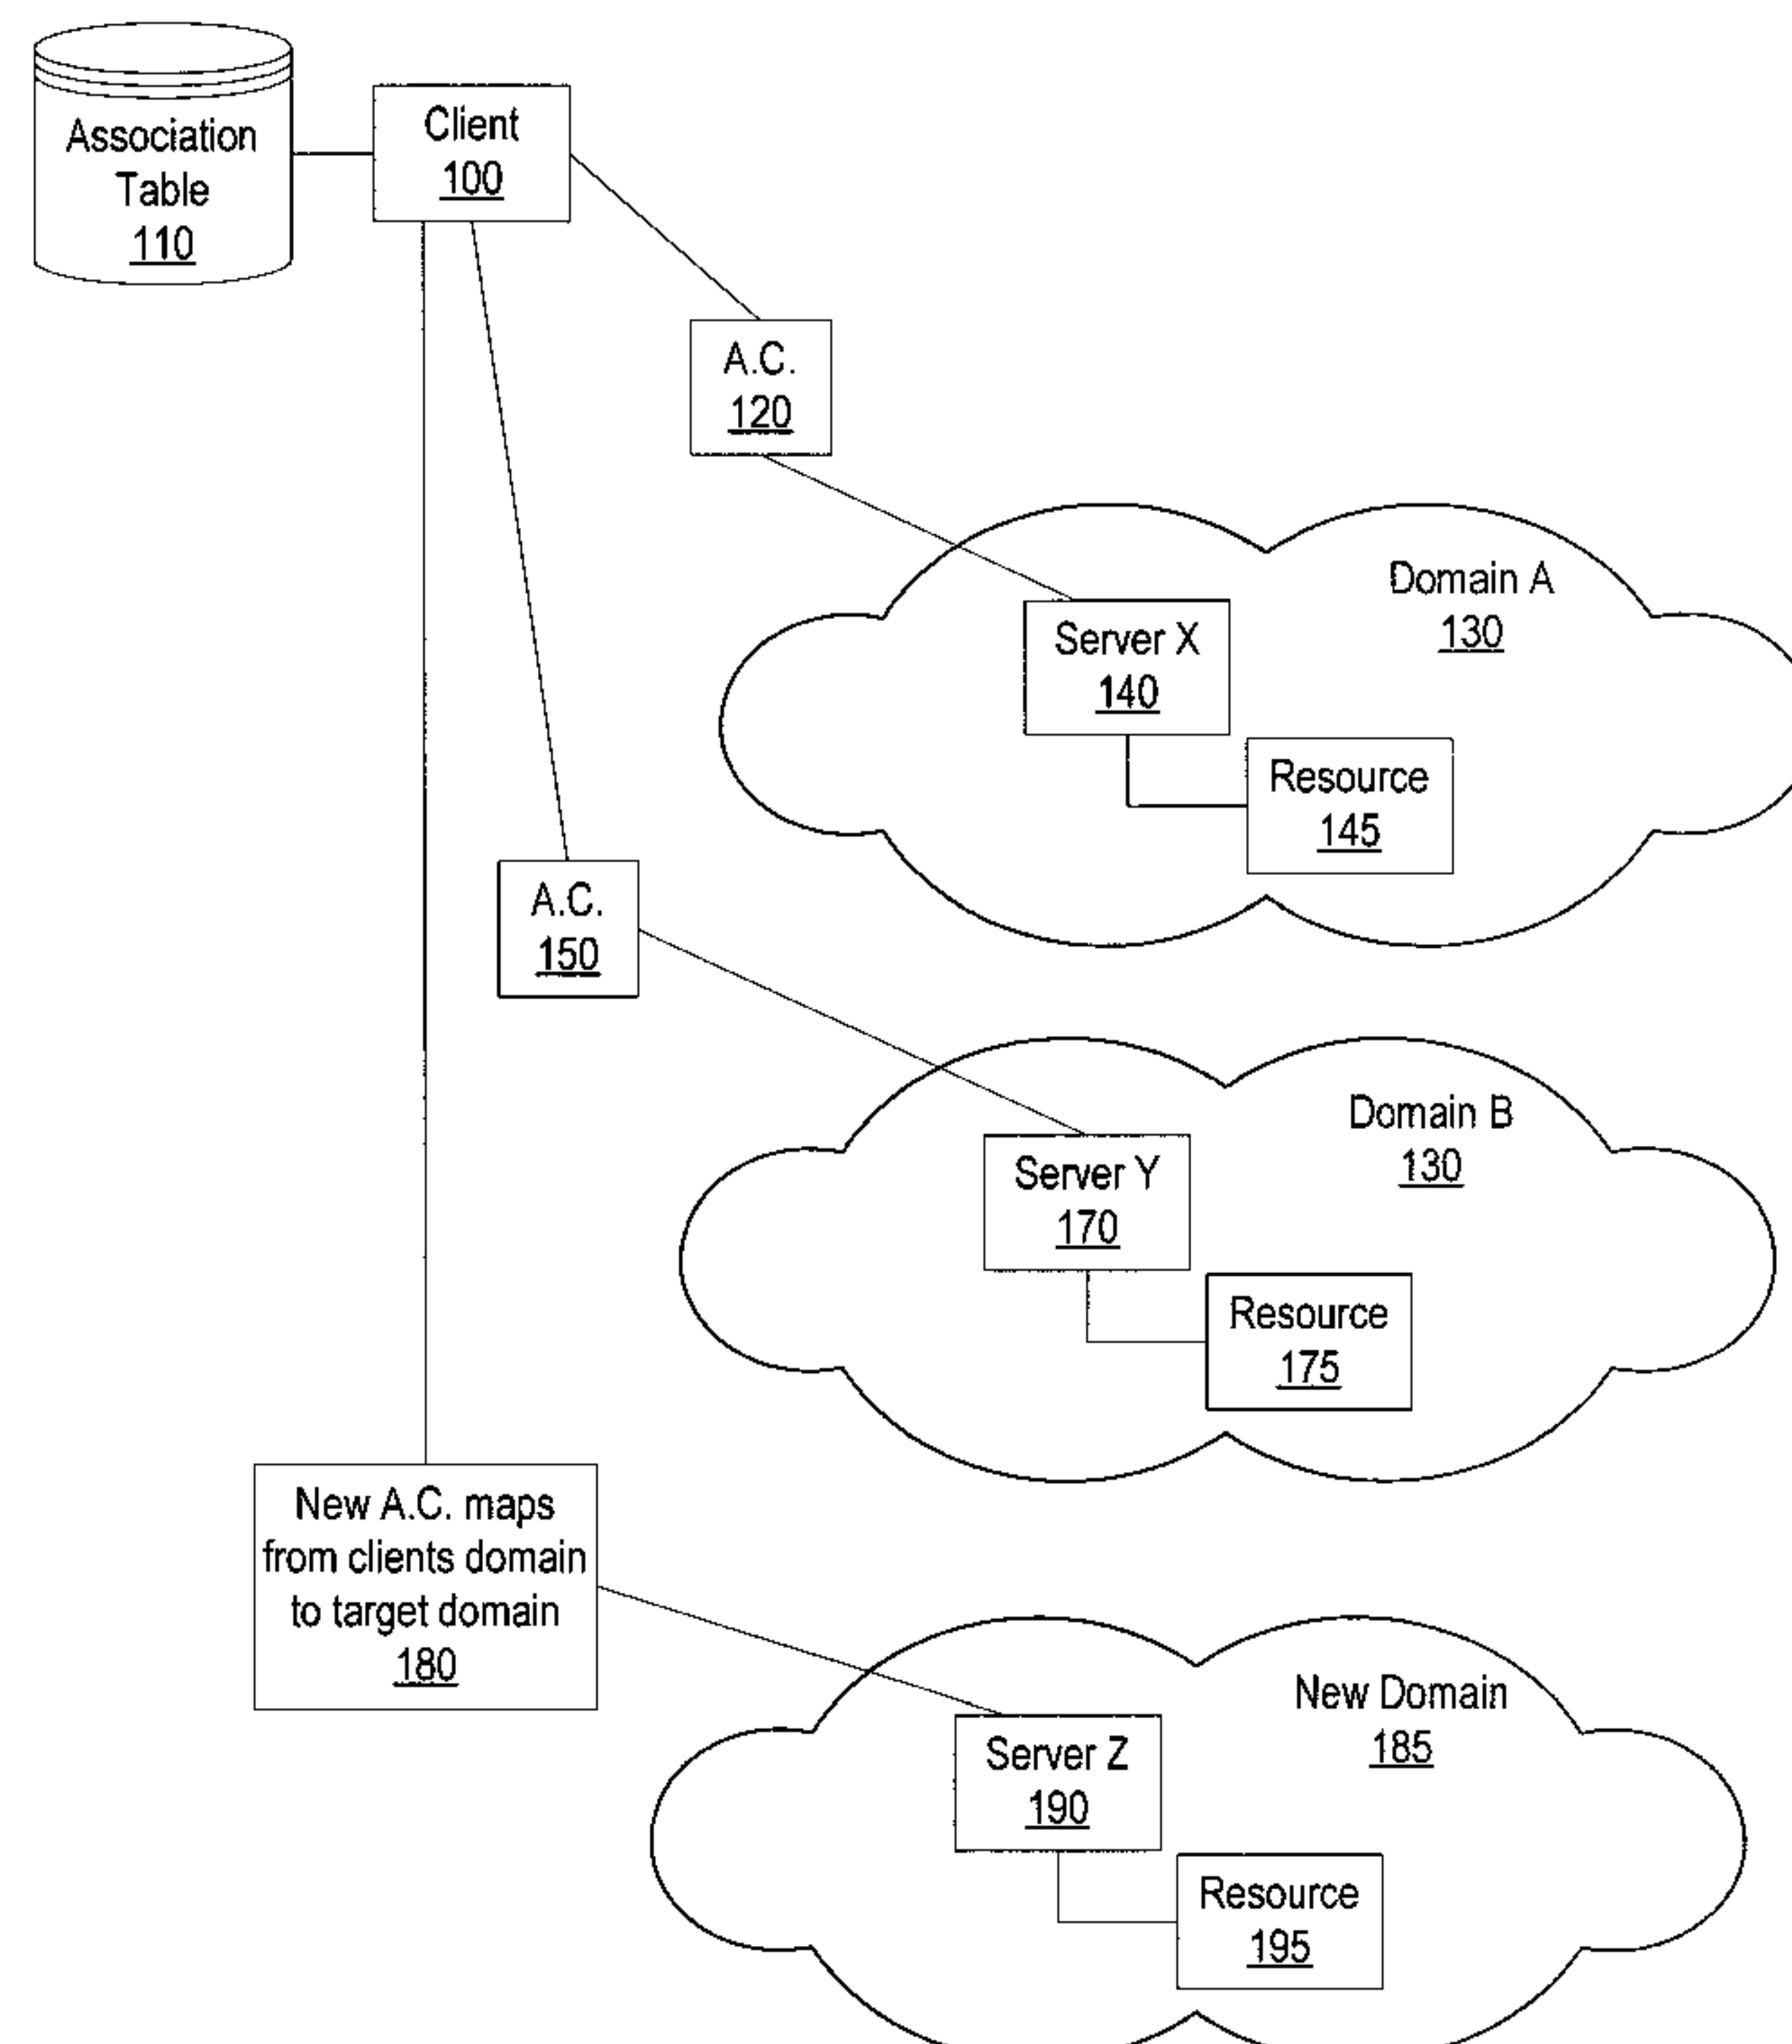 Association
Table
110
Client
100
A.C.
120
Domain A
130
Server X
140
Resource
145
A.C.
150
Domain B
130
Server Y
170
Resource
175
New A.C. maps
from clients domain
to target domain
180
New Domain
185
Server Z
190
Resource
195